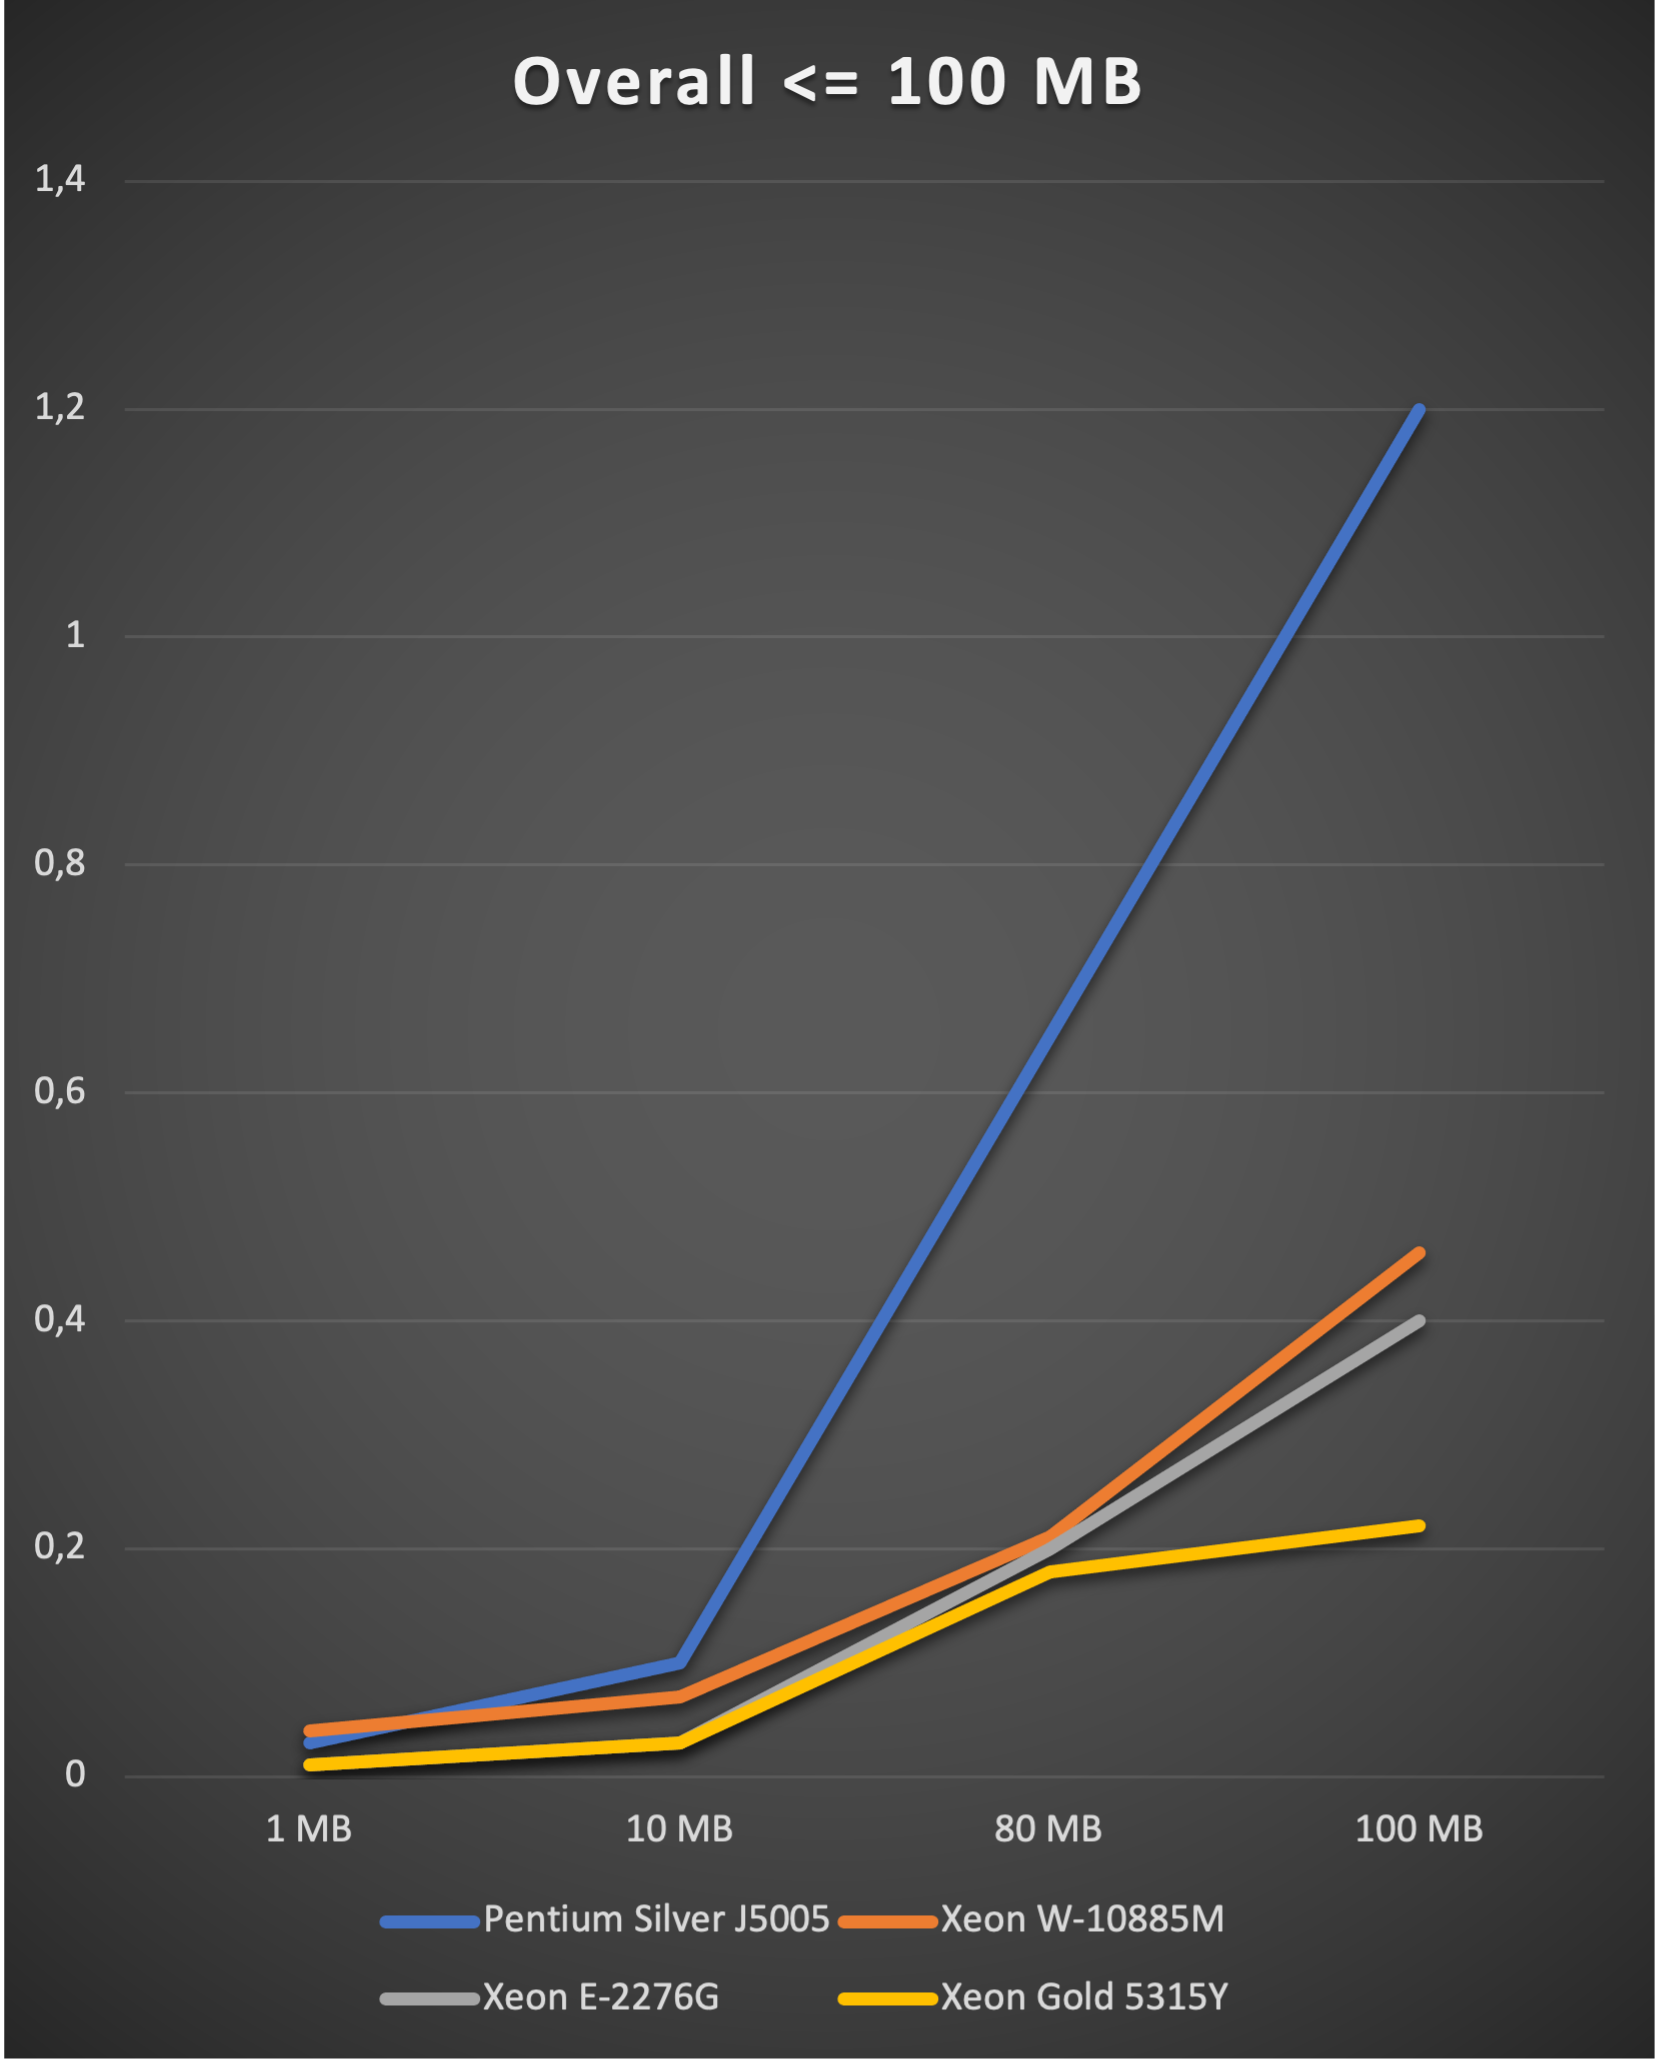 Overall <= 100 MB
1,4
1,2
1
0,8
0,6
0,4
0,2
0
1 MB 10 MB 80 MB 100 MB
Pentium Silver J5005 Xeon W-10885M
Xeon E-2276G Xeon Gold 5315Y